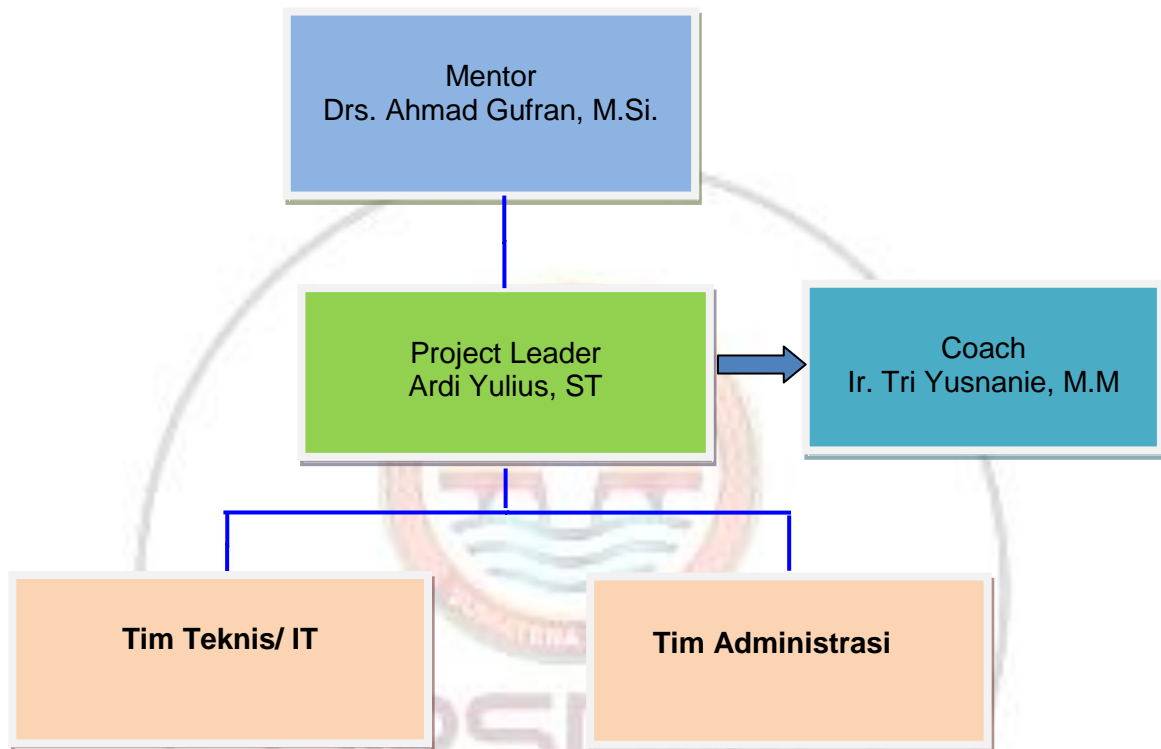 Mentor
Drs. Ahmad Gufran, M.Si.
Project Leader
Ardi Yulius, ST
Coach
Ir. Tri Yusnanie, M.M
Tim Teknis/ IT
Tim Administrasi